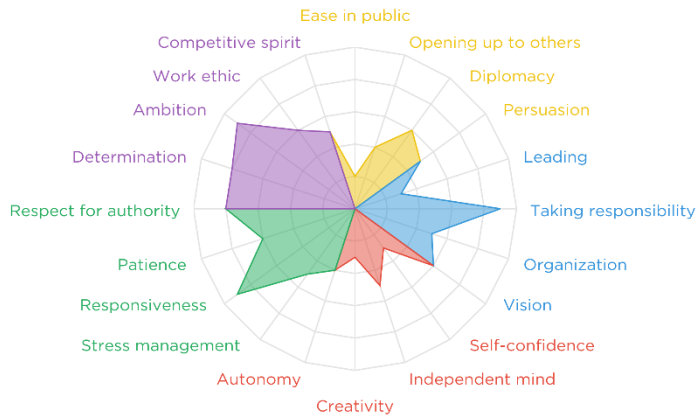 Ease in public
Competitive spirit
Opening up to others
Work ethic
Diplomacy
Ambition
Persuasion
Determination
Leading
Respect for authority
Taking responsibility
Patience
Organization
Responsiveness
Vision
Stress management
Self-confidence
Autonomy
Independent mind
Creativity